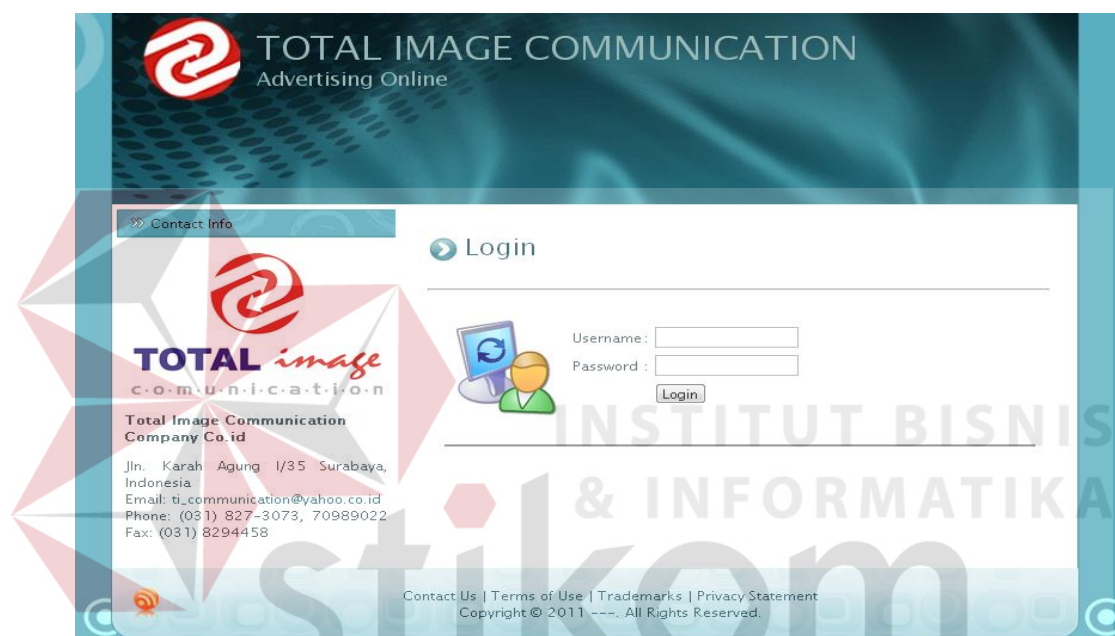 TOTAL IMAGE COMMUNICATION
Advertising Online
Contact Info
TOTAL image
c·o·m·u·n·i·c·a·t·i·o·n
Total Image Communication
Company Co.id
Jln. Karah Agung I/35 Surabaya,
Indonesia
Email: ti_communication@yahoo.co.id
Phone: (031) 827-3073, 70989022
Fax: (031) 8294458
Login
Username :
Password :
Login
INSTITUT BISNIS
& INFORMATIKA
stikom
Contact Us | Terms of Use | Trademarks | Privacy Statement
Copyright © 2011 ---. All Rights Reserved.